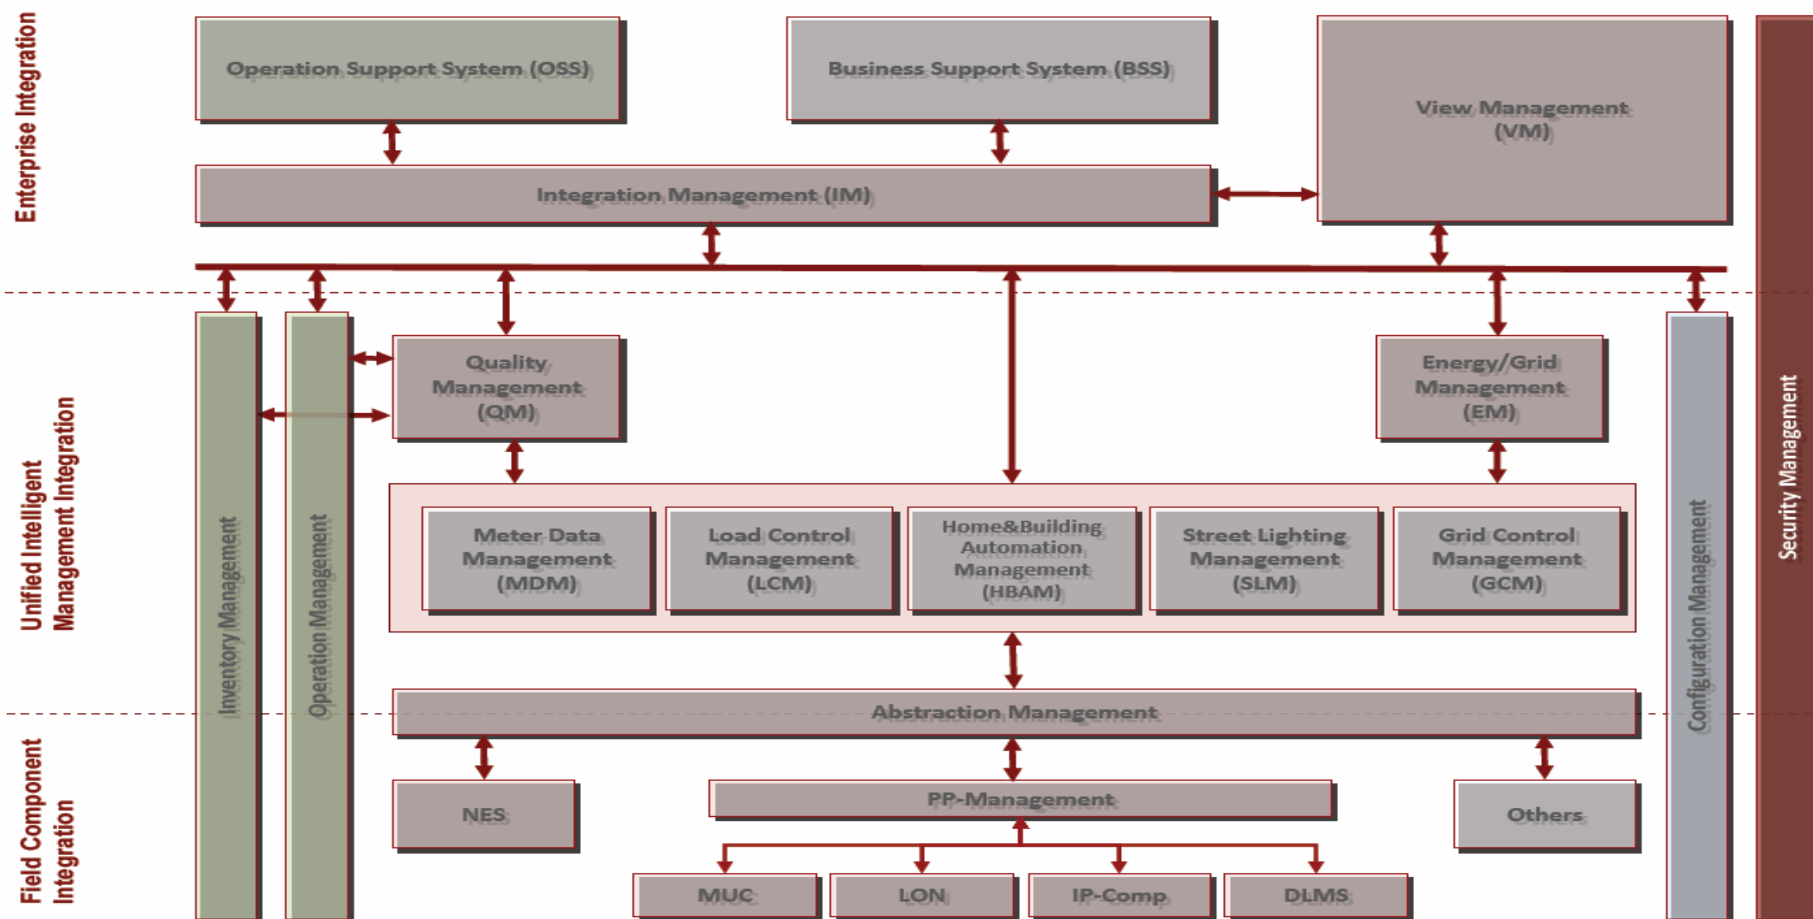 Enterprise Integration
Operation Support System (OSS)
Business Support System (BSS)
View Management
(VM)
Integration Management (IM)
Unified Intelligent
Management Integration
Inventory Management
Operation Management
Quality
Management
(QM)
Energy/Grid
Management
(EM)
Meter Data
Management
(MDM)
Load Control
Management
(LCM)
Home&Building
Automation
Management
(HBAM)
Street Lighting
Management
(SLM)
Grid Control
Management
(GCM)
Configuration Management
Security Management
Abstraction Management
Field Component
Integration
NES
PP-Management
Others
MUC
LON
IP-Comp
DLMS